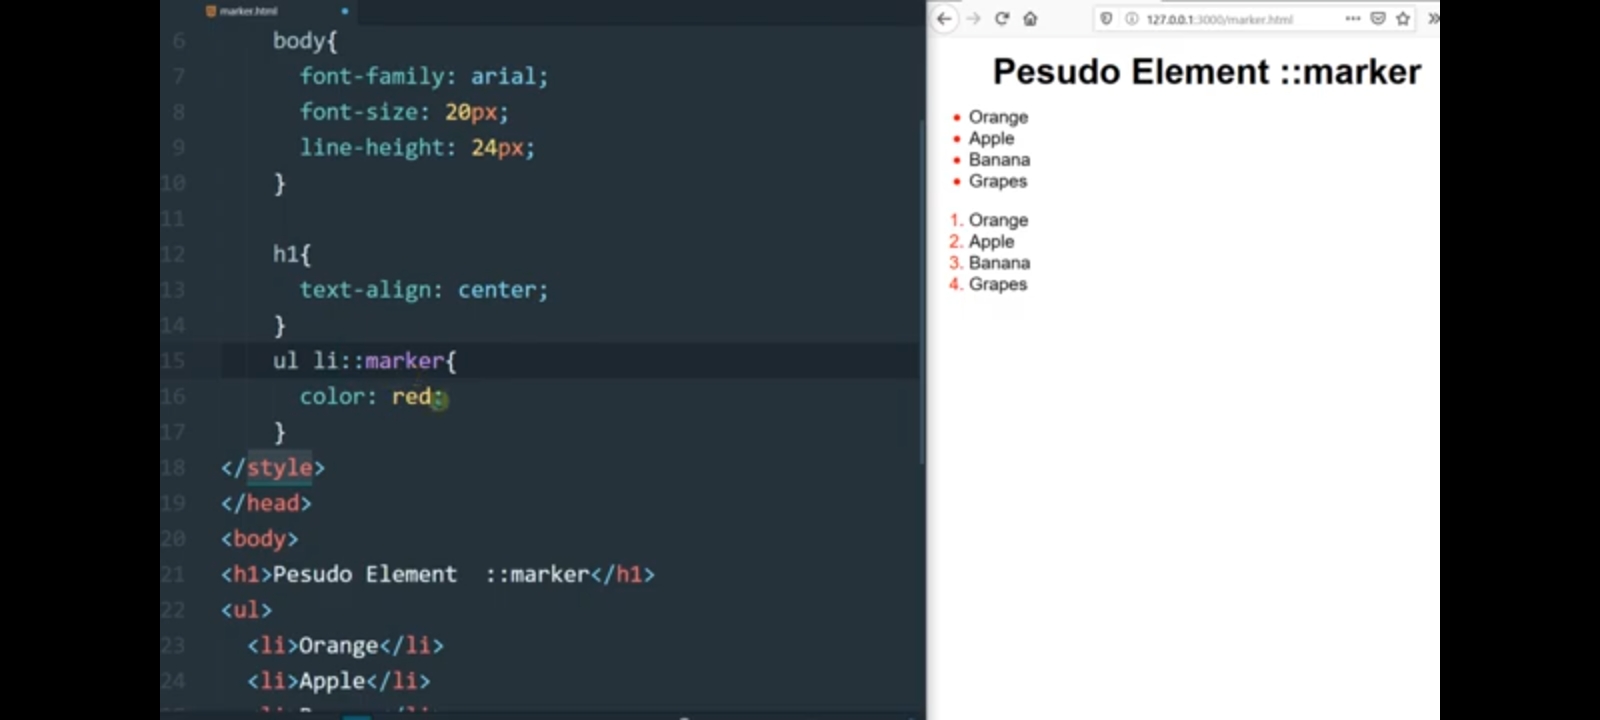 marker.html
6 body{
7 font-family: arial;
8 font-size: 20px;
9 line-height: 24px;
10 }
11
12 h1{
13 text-align: center;
14 }
15 ul li::marker{
16 color: red;
17 }
18 </style>
19 </head>
20 <body>
21 <h1>Pesudo Element  ::marker</h1>
22 <ul>
23 <li>Orange</li>
24 <li>Apple</li>
127.0.0.1:3000/marker.html
Pesudo Element ::marker
• Orange
• Apple
• Banana
• Grapes
1. Orange
2. Apple
3. Banana
4. Grapes